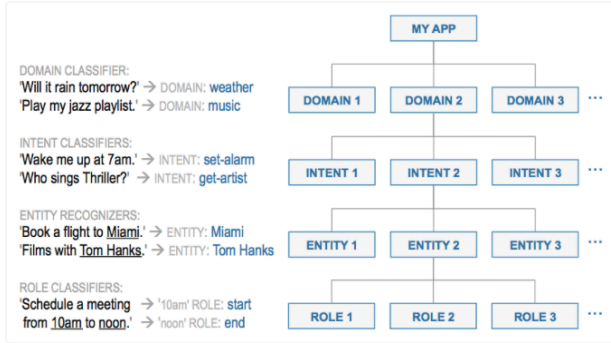 MY APP
DOMAIN CLASSIFIER:
'Will it rain tomorrow?' → DOMAIN: weather
'Play my jazz playlist.' → DOMAIN: music
DOMAIN 1 DOMAIN 2 DOMAIN 3 ...
INTENT CLASSIFIERS:
'Wake me up at 7am.' → INTENT: set-alarm
'Who sings Thriller?' → INTENT: get-artist
INTENT 1 INTENT 2 INTENT 3 ...
ENTITY RECOGNIZERS:
'Book a flight to Miami.' → ENTITY: Miami
'Films with Tom Hanks.' → ENTITY: Tom Hanks
ENTITY 1 ENTITY 2 ENTITY 3 ...
ROLE CLASSIFIERS:
'Schedule a meeting → '10am' ROLE: start
from 10am to noon.' → 'noon' ROLE: end
ROLE 1 ROLE 2 ROLE 3 ...